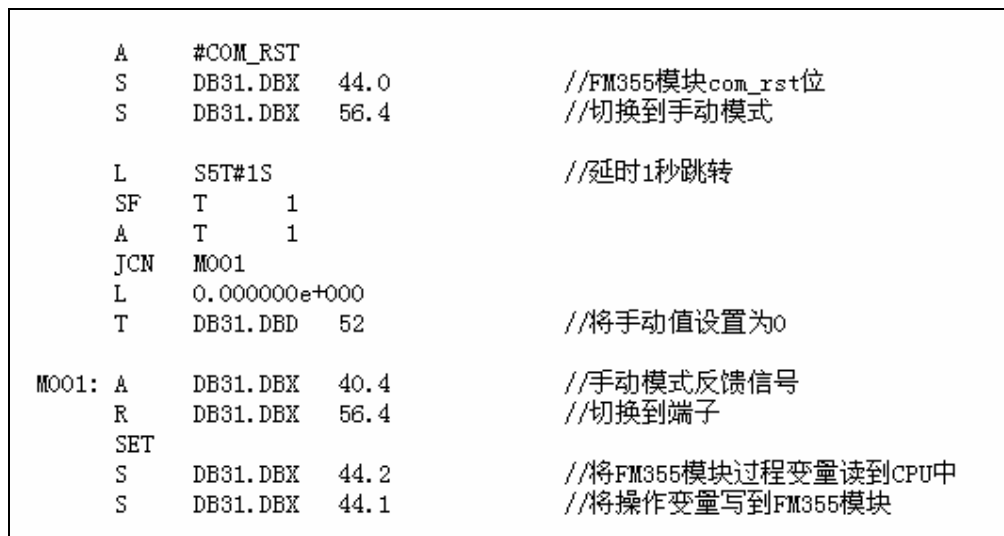 A #COM_RST
S DB31.DBX 44.0 //FM355模块com_rst位
S DB31.DBX 56.4 //切换到手动模式
L S5T#1S //延时1秒跳转
SF T 1
A T 1
JCN M001
L 0.000000e+000
T DB31.DBD 52 //将手动值设置为0
M001: A DB31.DBX 40.4 //手动模式反馈信号
R DB31.DBX 56.4 //切换到端子
SET
S DB31.DBX 44.2 //将FM355模块过程变量读到CPU中
S DB31.DBX 44.1 //将操作变量写到FM355模块